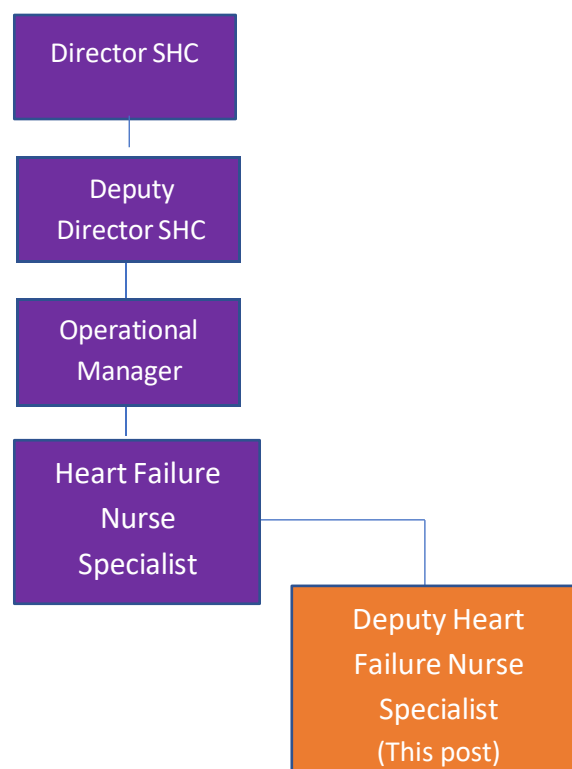 Director SHC
Deputy
Director SHC
Operational
Manager
Heart Failure
Nurse
Specialist
Deputy Heart
Failure Nurse
Specialist
(This post)